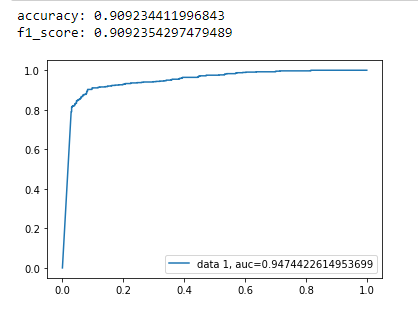 accuracy: 0.909234411996843
f1_score: 0.9092354297479489
1.0
0.8
0.6
0.4
0.2
0.0
data 1, auc=0.9474422614953699
0.0 0.2 0.4 0.6 0.8 1.0